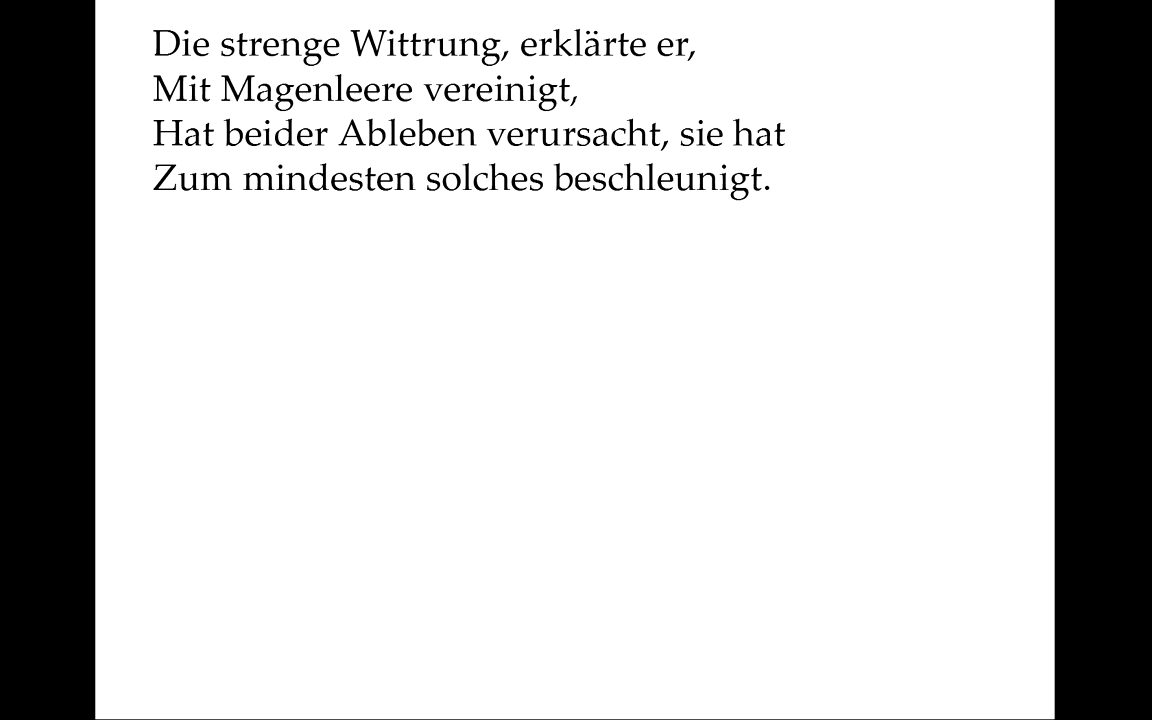 Die strenge Wittrung, erklärte er,
Mit Magenleere vereinigt,
Hat beider Ableben verursacht, sie hat
Zum mindesten solches beschleunigt.